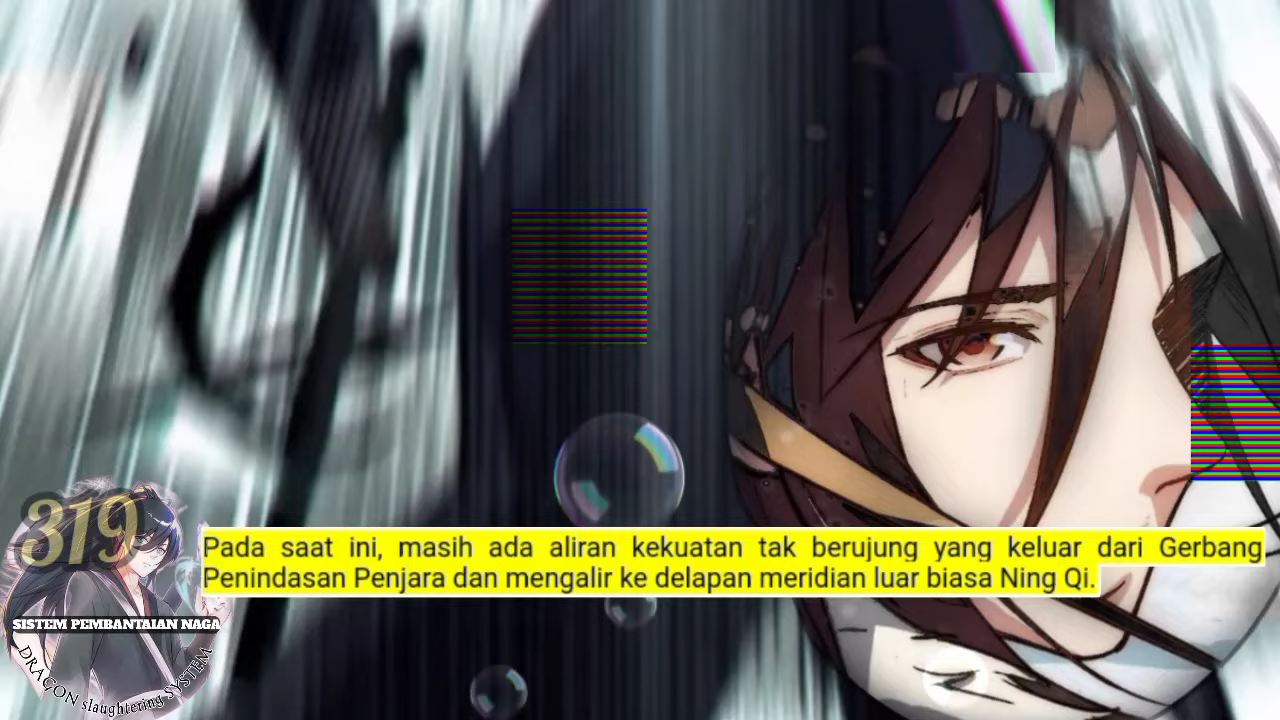 319
Pada saat ini, masih ada aliran kekuatan tak berujung yang keluar dari Gerbang
Penindasan Penjara dan mengalir ke delapan meridian luar biasa Ning Qi.
SISTEM PEMBANTAIAN NAGA
DRAGON slaughtering SYSTEM